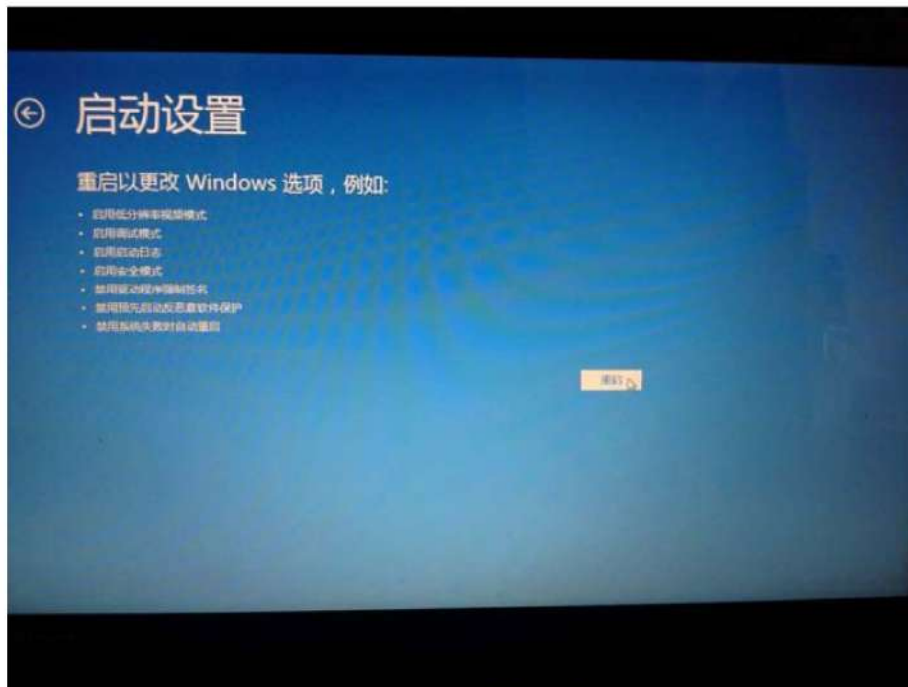 启动设置
重启以更改 Windows 选项，例如:
• 启用低分辨率视频模式
• 启用调试模式
• 启用启动日志
• 启用安全模式
• 禁用驱动程序强制签名
• 禁用预先启动反恶意软件保护
• 禁用系统失败时自动重启
重启